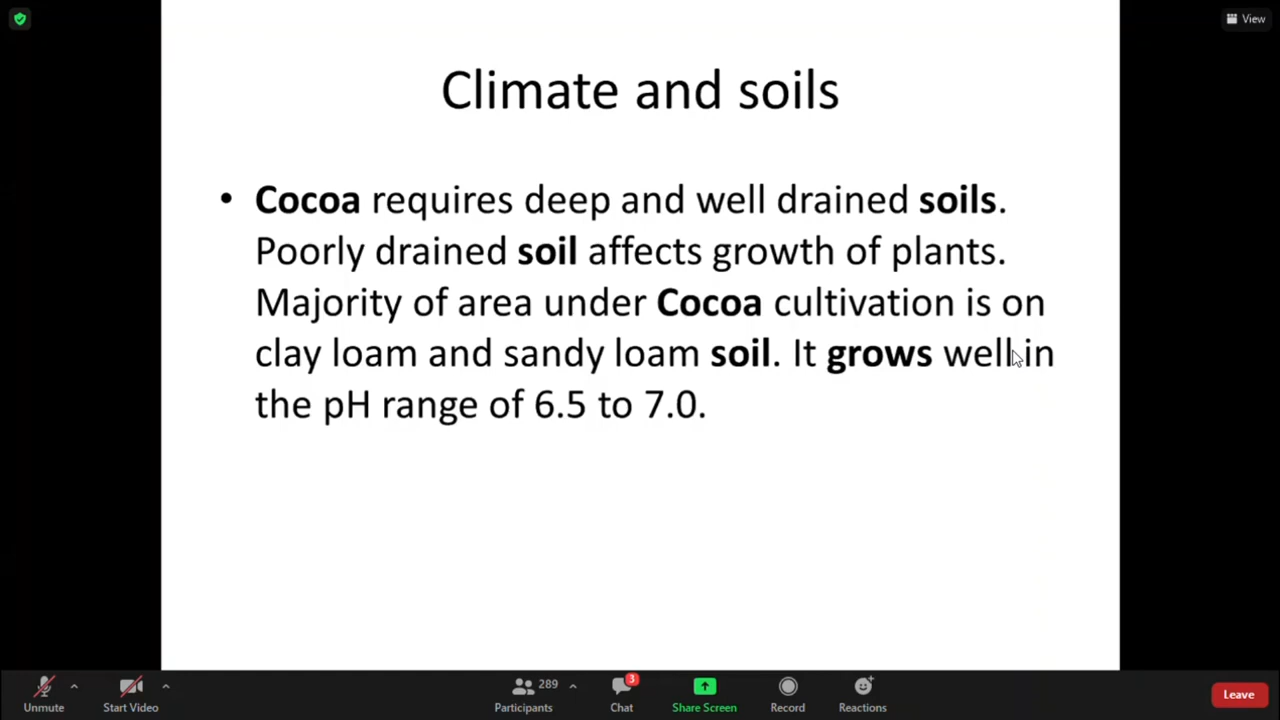 View
Climate and soils
• Cocoa requires deep and well drained soils.
Poorly drained soil affects growth of plants.
Majority of area under Cocoa cultivation is on
clay loam and sandy loam soil. It grows well in
the pH range of 6.5 to 7.0.
289
3
Unmute
Start Video
Participants
Chat
Share Screen
Record
Reactions
Leave